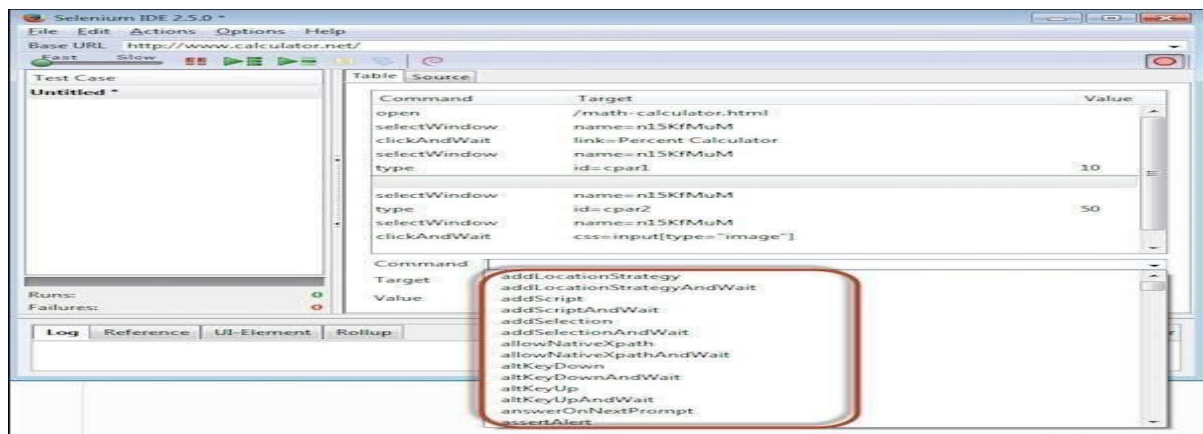 Selenium IDE 2.5.0 *
File Edit Actions Options Help
Base URL http://www.calculator.net/
Fast Slow
Test Case
Untitled *
Table Source
Command Target Value
open /math-calculator.html
selectWindow name=n15KfMuM
clickAndWait link=Percent Calculator
selectWindow name=n15KfMuM
type id=cpar1 10
selectWindow name=n15KfMuM
type id=cpar2 50
selectWindow name=n15KfMuM
clickAndWait css=input[type="image"]
Command
Target
Value
addLocationStrategy
addLocationStrategyAndWait
addScript
addScriptAndWait
addSelection
addSelectionAndWait
allowNativeXpath
allowNativeXpathAndWait
altKeyDown
altKeyDownAndWait
altKeyUp
altKeyUpAndWait
answerOnNextPrompt
assertAlert
Runs: 0
Failures: 0
Log Reference UI-Element Rollup